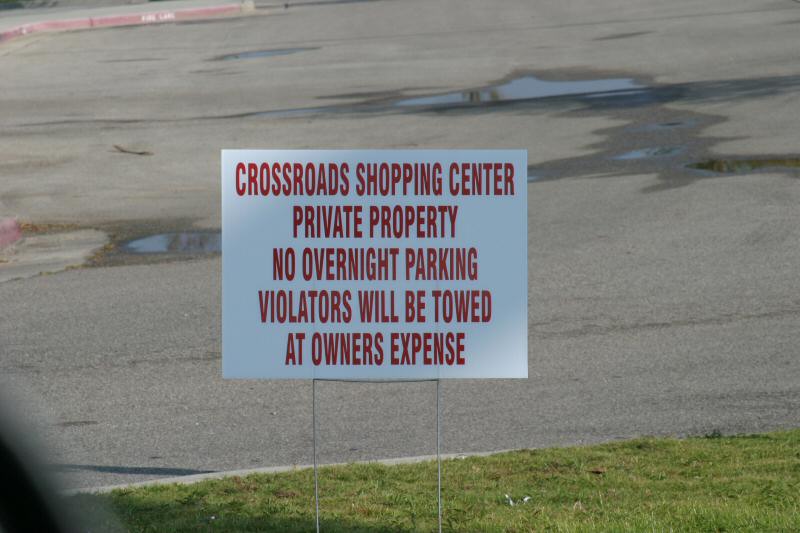 FIRE LANE
CROSSROADS SHOPPING CENTER
PRIVATE PROPERTY
NO OVERNIGHT PARKING
VIOLATORS WILL BE TOWED
AT OWNERS EXPENSE